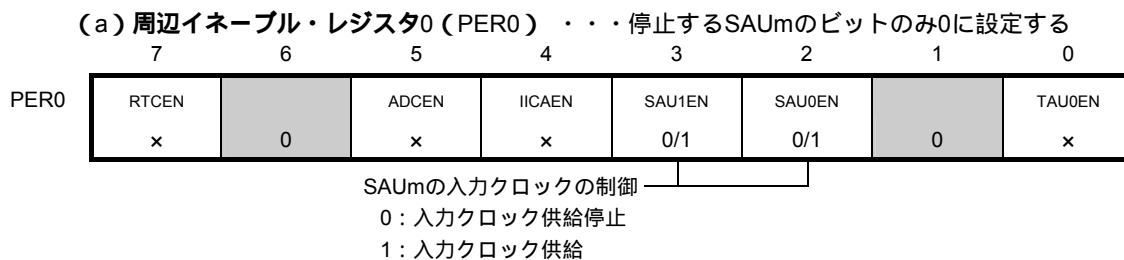 （a）周辺イネーブル・レジスタ0（PER0） ・・・停止するSAUmのビットのみ0に設定する
7 6 5 4 3 2 1 0
PER0 RTCEN ADCEN IICAEN SAU1EN SAU0EN TAU0EN
× 0 × × 0/1 0/1 0 ×
SAUmの入力クロックの制御
0：入力クロック供給停止
1：入力クロック供給